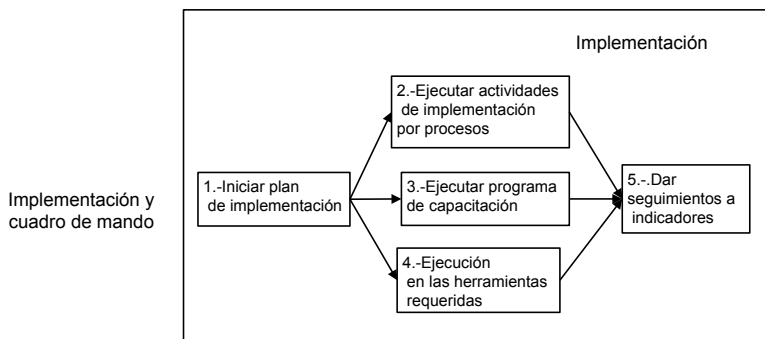 Implementación
2.-Ejecutar actividades
de implementación
por procesos
1.-Iniciar plan
de implementación
3.-Ejecutar programa
de capacitación
5.-.Dar
seguimientos a
indicadores
Implementación y
cuadro de mando
4.-Ejecución
en las herramientas
requeridas